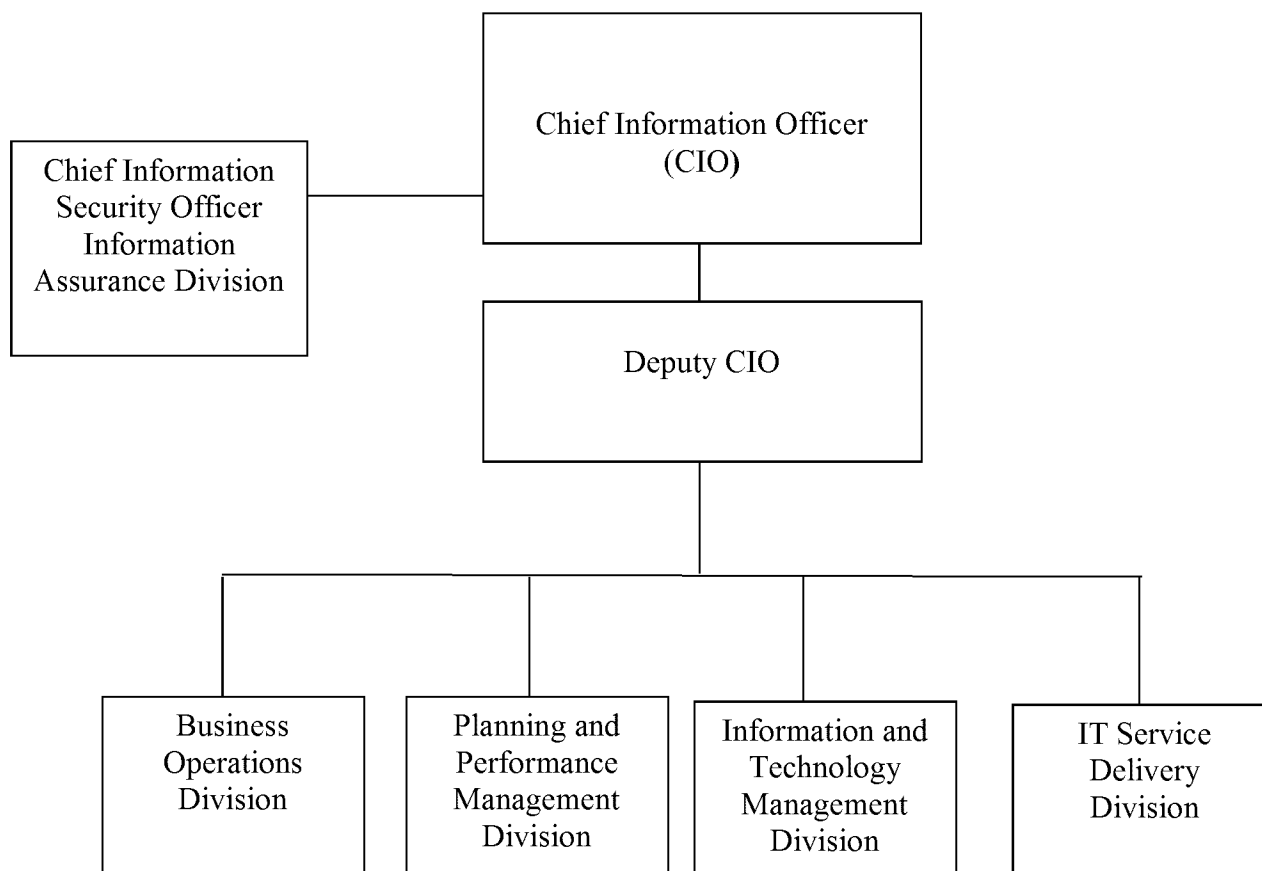 Chief Information Officer
(CIO)
Chief Information
Security Officer
Information
Assurance Division
Deputy CIO
Business
Operations
Division
Planning and
Performance
Management
Division
Information and
Technology
Management
Division
IT Service
Delivery
Division